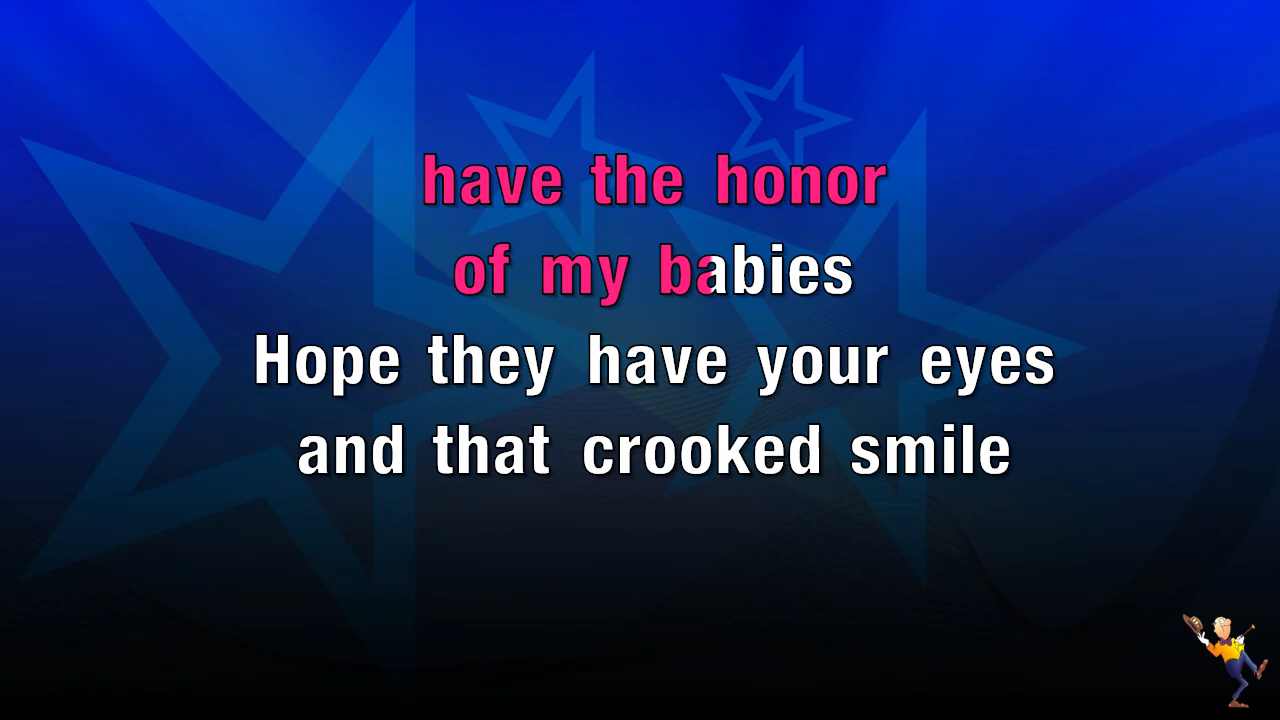 have the honor
of my babies
Hope they have your eyes
and that crooked smile